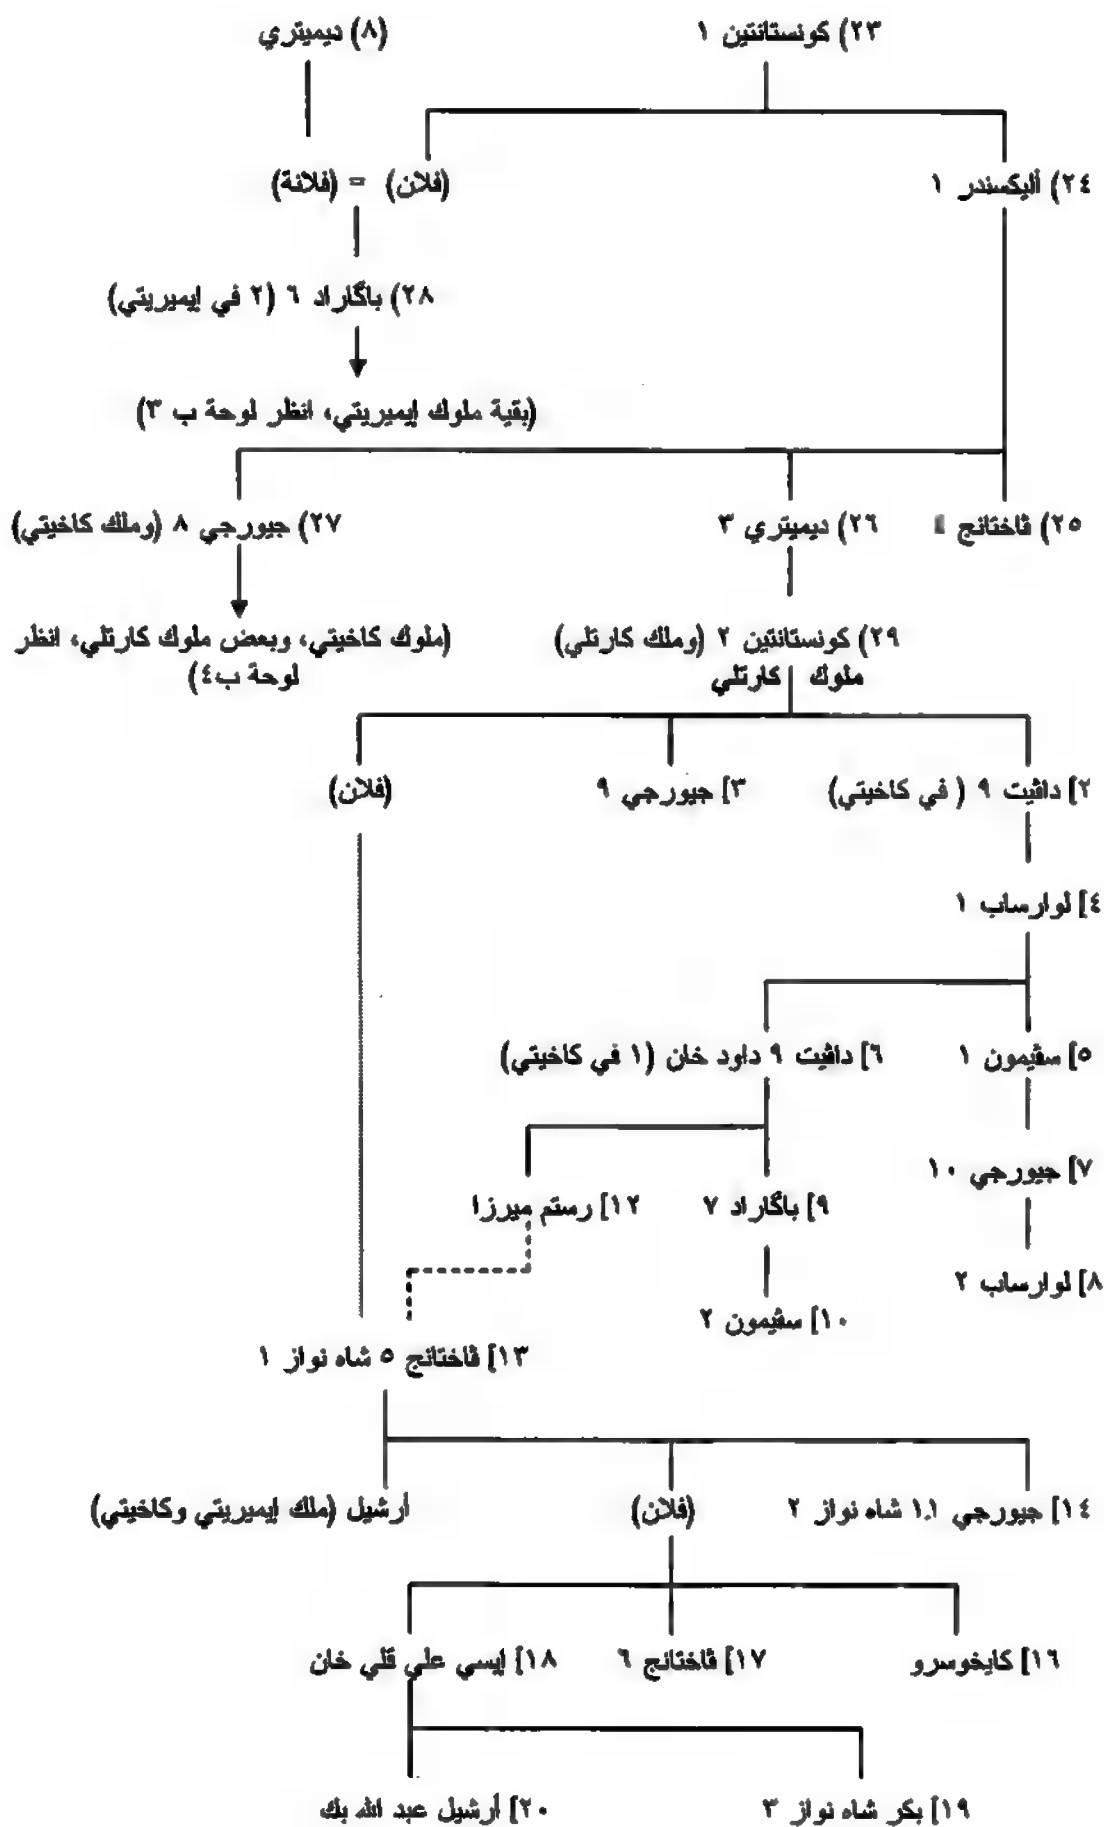 ٢٣) كونستانتين ١
(٨) ديميتري
٢٤) أليكسندر ١
(فلان) = (فلانة)
٢٨) باگاراد ٦ (٢ في إيميريتي)
(بقية ملوك إيميريتي، انظر لوحة ب ٣)
٢٥) ڤاختانج
٢٦) ديميتري ٣
٢٧) جيورجي ٨ (وملك كاخيتي)
٢٩) كونستانتين ٢ (وملك كارتلي)
(ملوك كاخيتي، وبعض ملوك كارتلي، انظر
لوحة ب٤)
ملوك كارتلي
٢] داڤيت ٩ ( في كاخيتي)
٣] جيورجي ٩
(فلان)
٤] لوارساب ١
٥] سڤيمون ١
٦] داڤيت ٩ داود خان (١ في كاخيتي)
٧] جيورجي ١٠
٩] باگاراد ٧
١٢] رستم ميرزا
٨] لوارساب ٢
١٠] سڤيمون ٢
١٣] ڤاختانج ٥ شاه نواز ١
١٤] جيورجي ١١ شاه نواز ٢
(فلان)
أرشيل (ملك إيميريتي وكاخيتي)
١٦] كايخوسرو
١٧] ڤاختانج ٦
١٨] إيسي علي قلي خان
١٩] بكر شاه نواز ٣
٢٠] أرشيل عبد الله بك